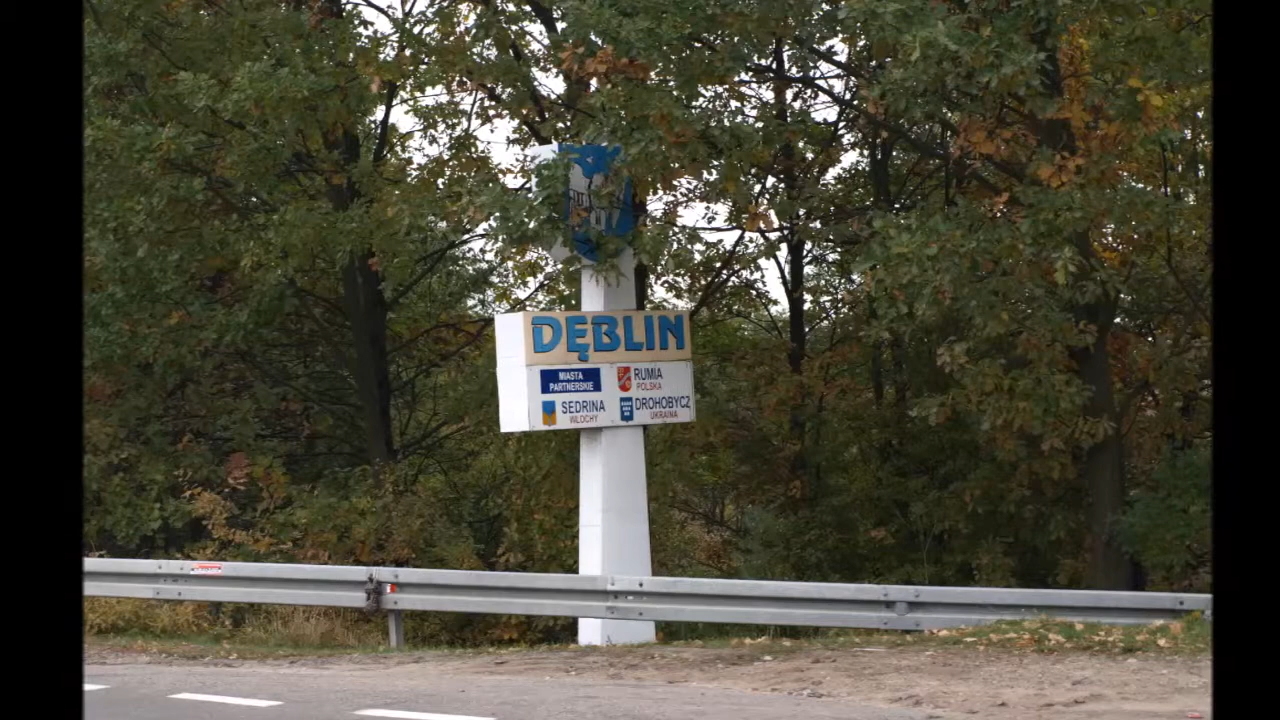 DĘBLIN
MIASTA
PARTNERSKIE
RUMIA
POLSKA
SEDRINA
WŁOCHY
DROHOBYCZ
UKRAINA